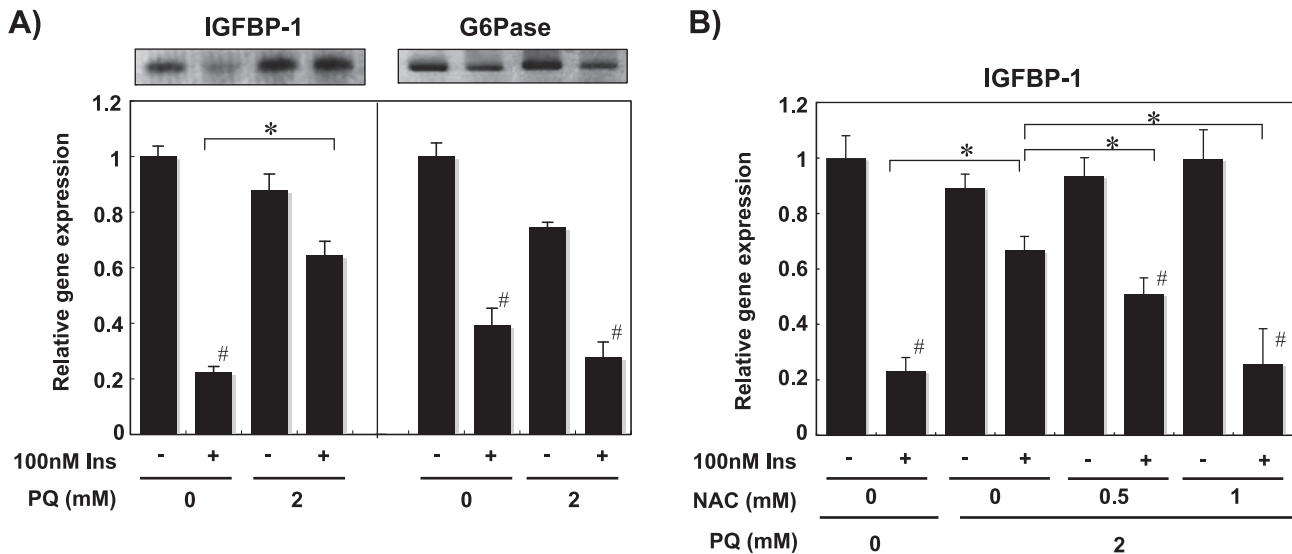 A)
IGFBP-1 G6Pase
Relative gene expression
1.2
1
0.8
0.6
0.4
0.2
0
*
# # #
100nM Ins - + - + - + - +
PQ (mM) 0 2 0 2
B)
IGFBP-1
Relative gene expression
1.2
1
0.8
0.6
0.4
0.2
0
* * *
# # #
100nM Ins - + - + - + - +
NAC (mM) 0 0 0.5 1
PQ (mM) 0 2